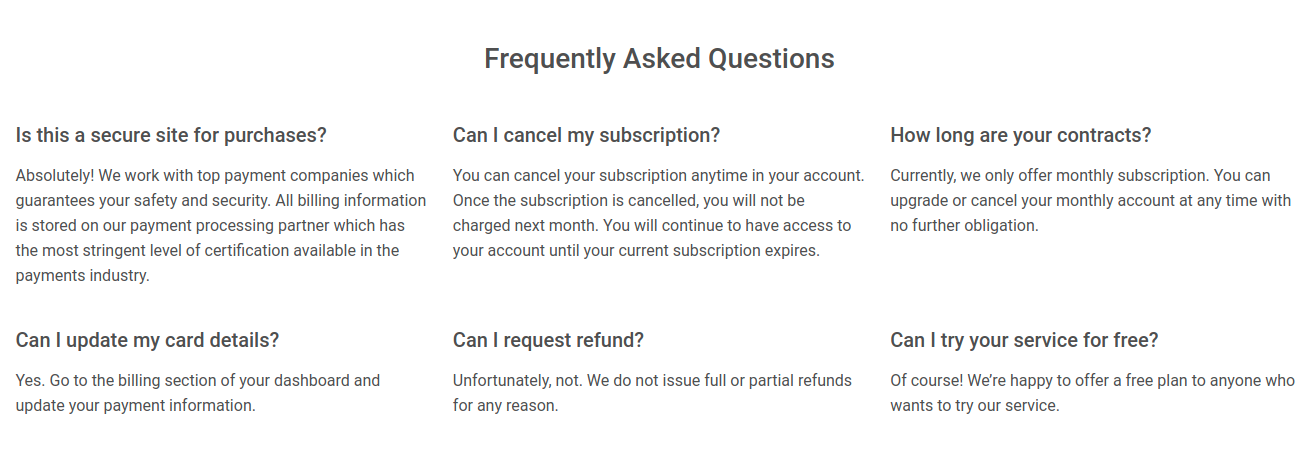 Frequently Asked Questions
Is this a secure site for purchases?
Absolutely! We work with top payment companies which
guarantees your safety and security. All billing information
is stored on our payment processing partner which has
the most stringent level of certification available in the
payments industry.
Can I cancel my subscription?
You can cancel your subscription anytime in your account.
Once the subscription is cancelled, you will not be
charged next month. You will continue to have access to
your account until your current subscription expires.
How long are your contracts?
Currently, we only offer monthly subscription. You can
upgrade or cancel your monthly account at any time with
no further obligation.
Can I update my card details?
Yes. Go to the billing section of your dashboard and
update your payment information.
Can I request refund?
Unfortunately, not. We do not issue full or partial refunds
for any reason.
Can I try your service for free?
Of course! We’re happy to offer a free plan to anyone who
wants to try our service.